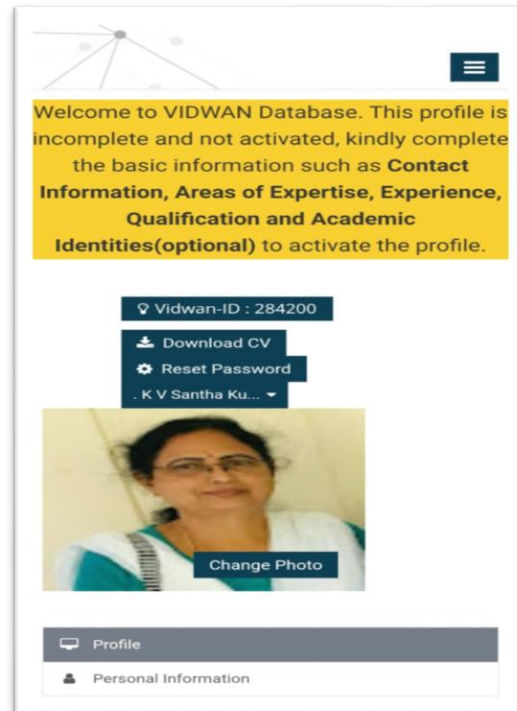 Welcome to VIDWAN Database. This profile is
incomplete and not activated, kindly complete
the basic information such as Contact
Information, Areas of Expertise, Experience,
Qualification and Academic
Identities(optional) to activate the profile.
Vidwan-ID : 284200
Download CV
Reset Password
. K V Santha Ku...
Change Photo
Profile
Personal Information